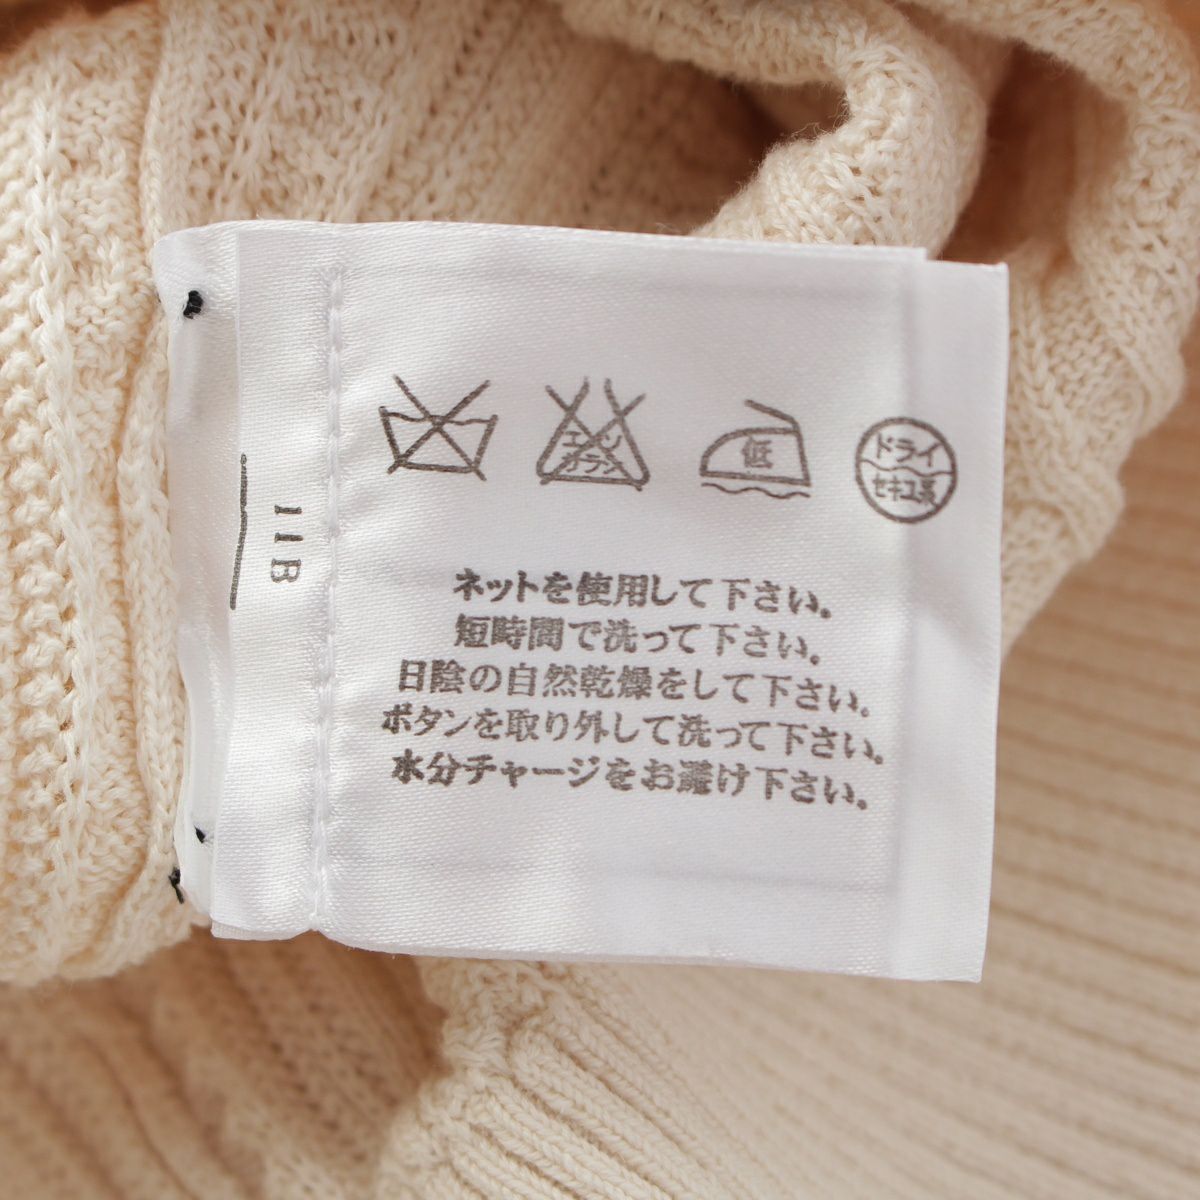 エンソ
サラシ
低
ドライ
セキユ系
ネットを使用して下さい。
短時間で洗って下さい。
日陰の自然乾燥をして下さい。
ボタンを取り外して洗って下さい。
水分チャージをお避け下さい。
11B